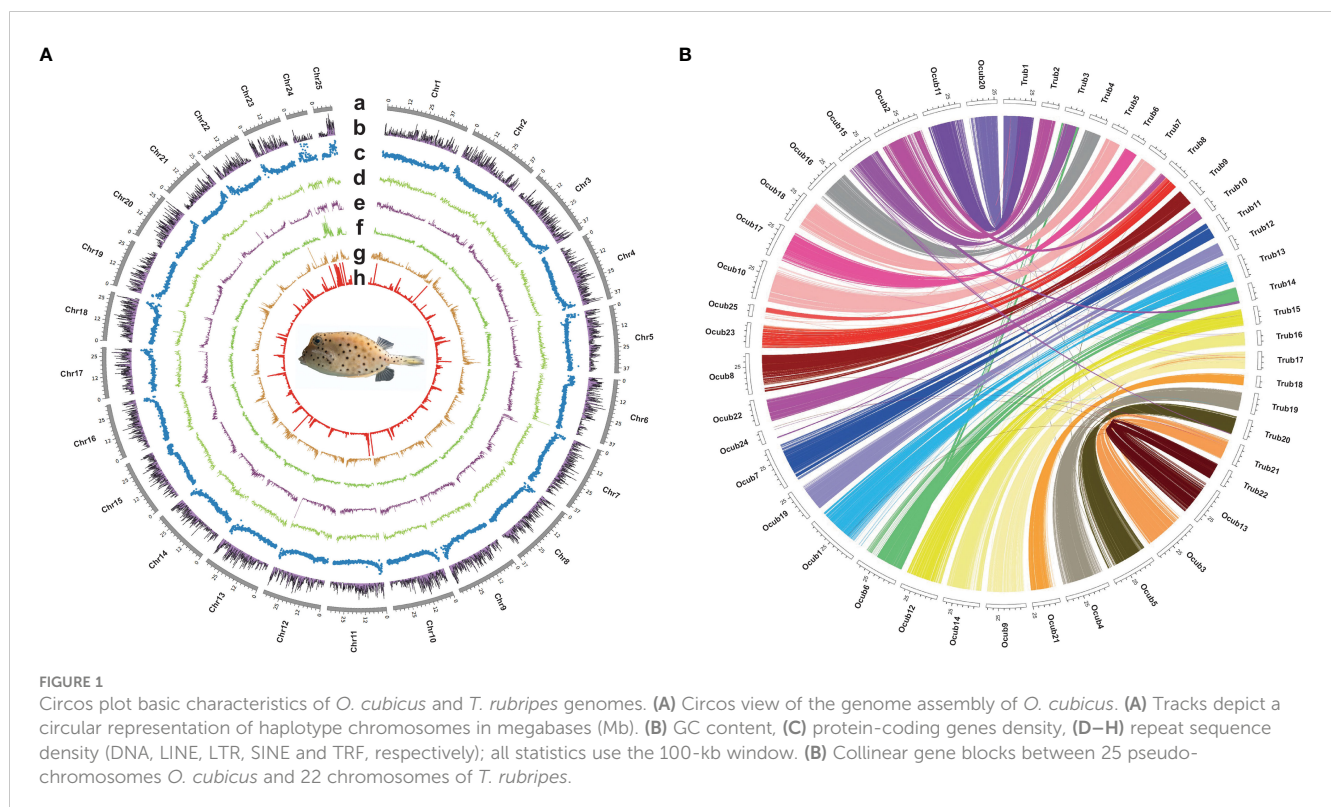 A
B
a
b
c
d
e
f
g
h
Chr1
Chr2
Chr3
Chr4
Chr5
Chr6
Chr7
Chr8
Chr9
Chr10
Chr11
Chr12
Chr13
Chr14
Chr15
Chr16
Chr17
Chr18
Chr19
Chr20
Chr21
Chr22
Chr23
Chr24
Chr25
Trub1
Trub2
Trub3
Trub4
Trub5
Trub6
Trub7
Trub8
Trub9
Trub10
Trub11
Trub12
Trub13
Trub14
Trub15
Trub16
Trub17
Trub18
Trub19
Trub20
Trub21
Trub22
Ocub13
Ocub3
Ocub5
Ocub4
Ocub21
Ocub9
Ocub14
Ocub12
Ocub6
Ocub1
Ocub19
Ocub7
Ocub24
Ocub22
Ocub8
Ocub23
Ocub25
Ocub10
Ocub17
Ocub18
Ocub16
Ocub15
Ocub2
Ocub11
Ocub20
FIGURE 1
Circos plot basic characteristics of O. cubicus and T. rubripes genomes. (A) Circos view of the genome assembly of O. cubicus. (A) Tracks depict a
circular representation of haplotype chromosomes in megabases (Mb). (B) GC content, (C) protein-coding genes density, (D–H) repeat sequence
density (DNA, LINE, LTR, SINE and TRF, respectively); all statistics use the 100-kb window. (B) Collinear gene blocks between 25 pseudo-
chromosomes O. cubicus and 22 chromosomes of T. rubripes.